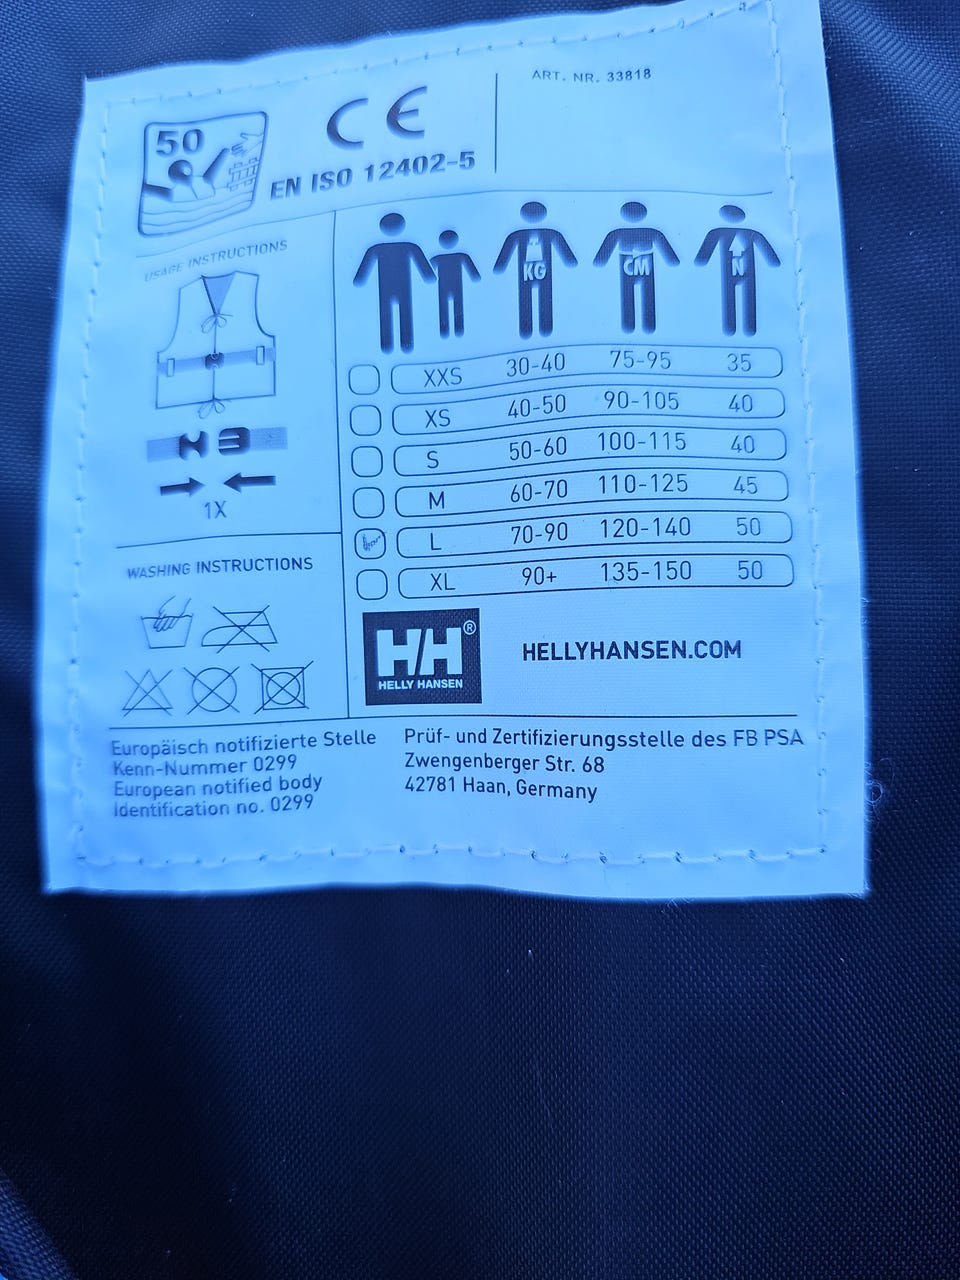 ART. NR. 33818
50
CE
EN ISO 12402-5
USAGE INSTRUCTIONS
1X
WASHING INSTRUCTIONS
KG CM N
XXS 30-40 75-95 35
XS 40-50 90-105 40
S 50-60 100-115 40
M 60-70 110-125 45
L 70-90 120-140 50
XL 90+ 135-150 50
HH®
HELLY HANSEN
HELLYHANSEN.COM
Europäisch notifizierte Stelle
Kenn-Nummer 0299
European notified body
Identification no. 0299
Prüf- und Zertifizierungsstelle des FB PSA
Zwengenberger Str. 68
42781 Haan, Germany